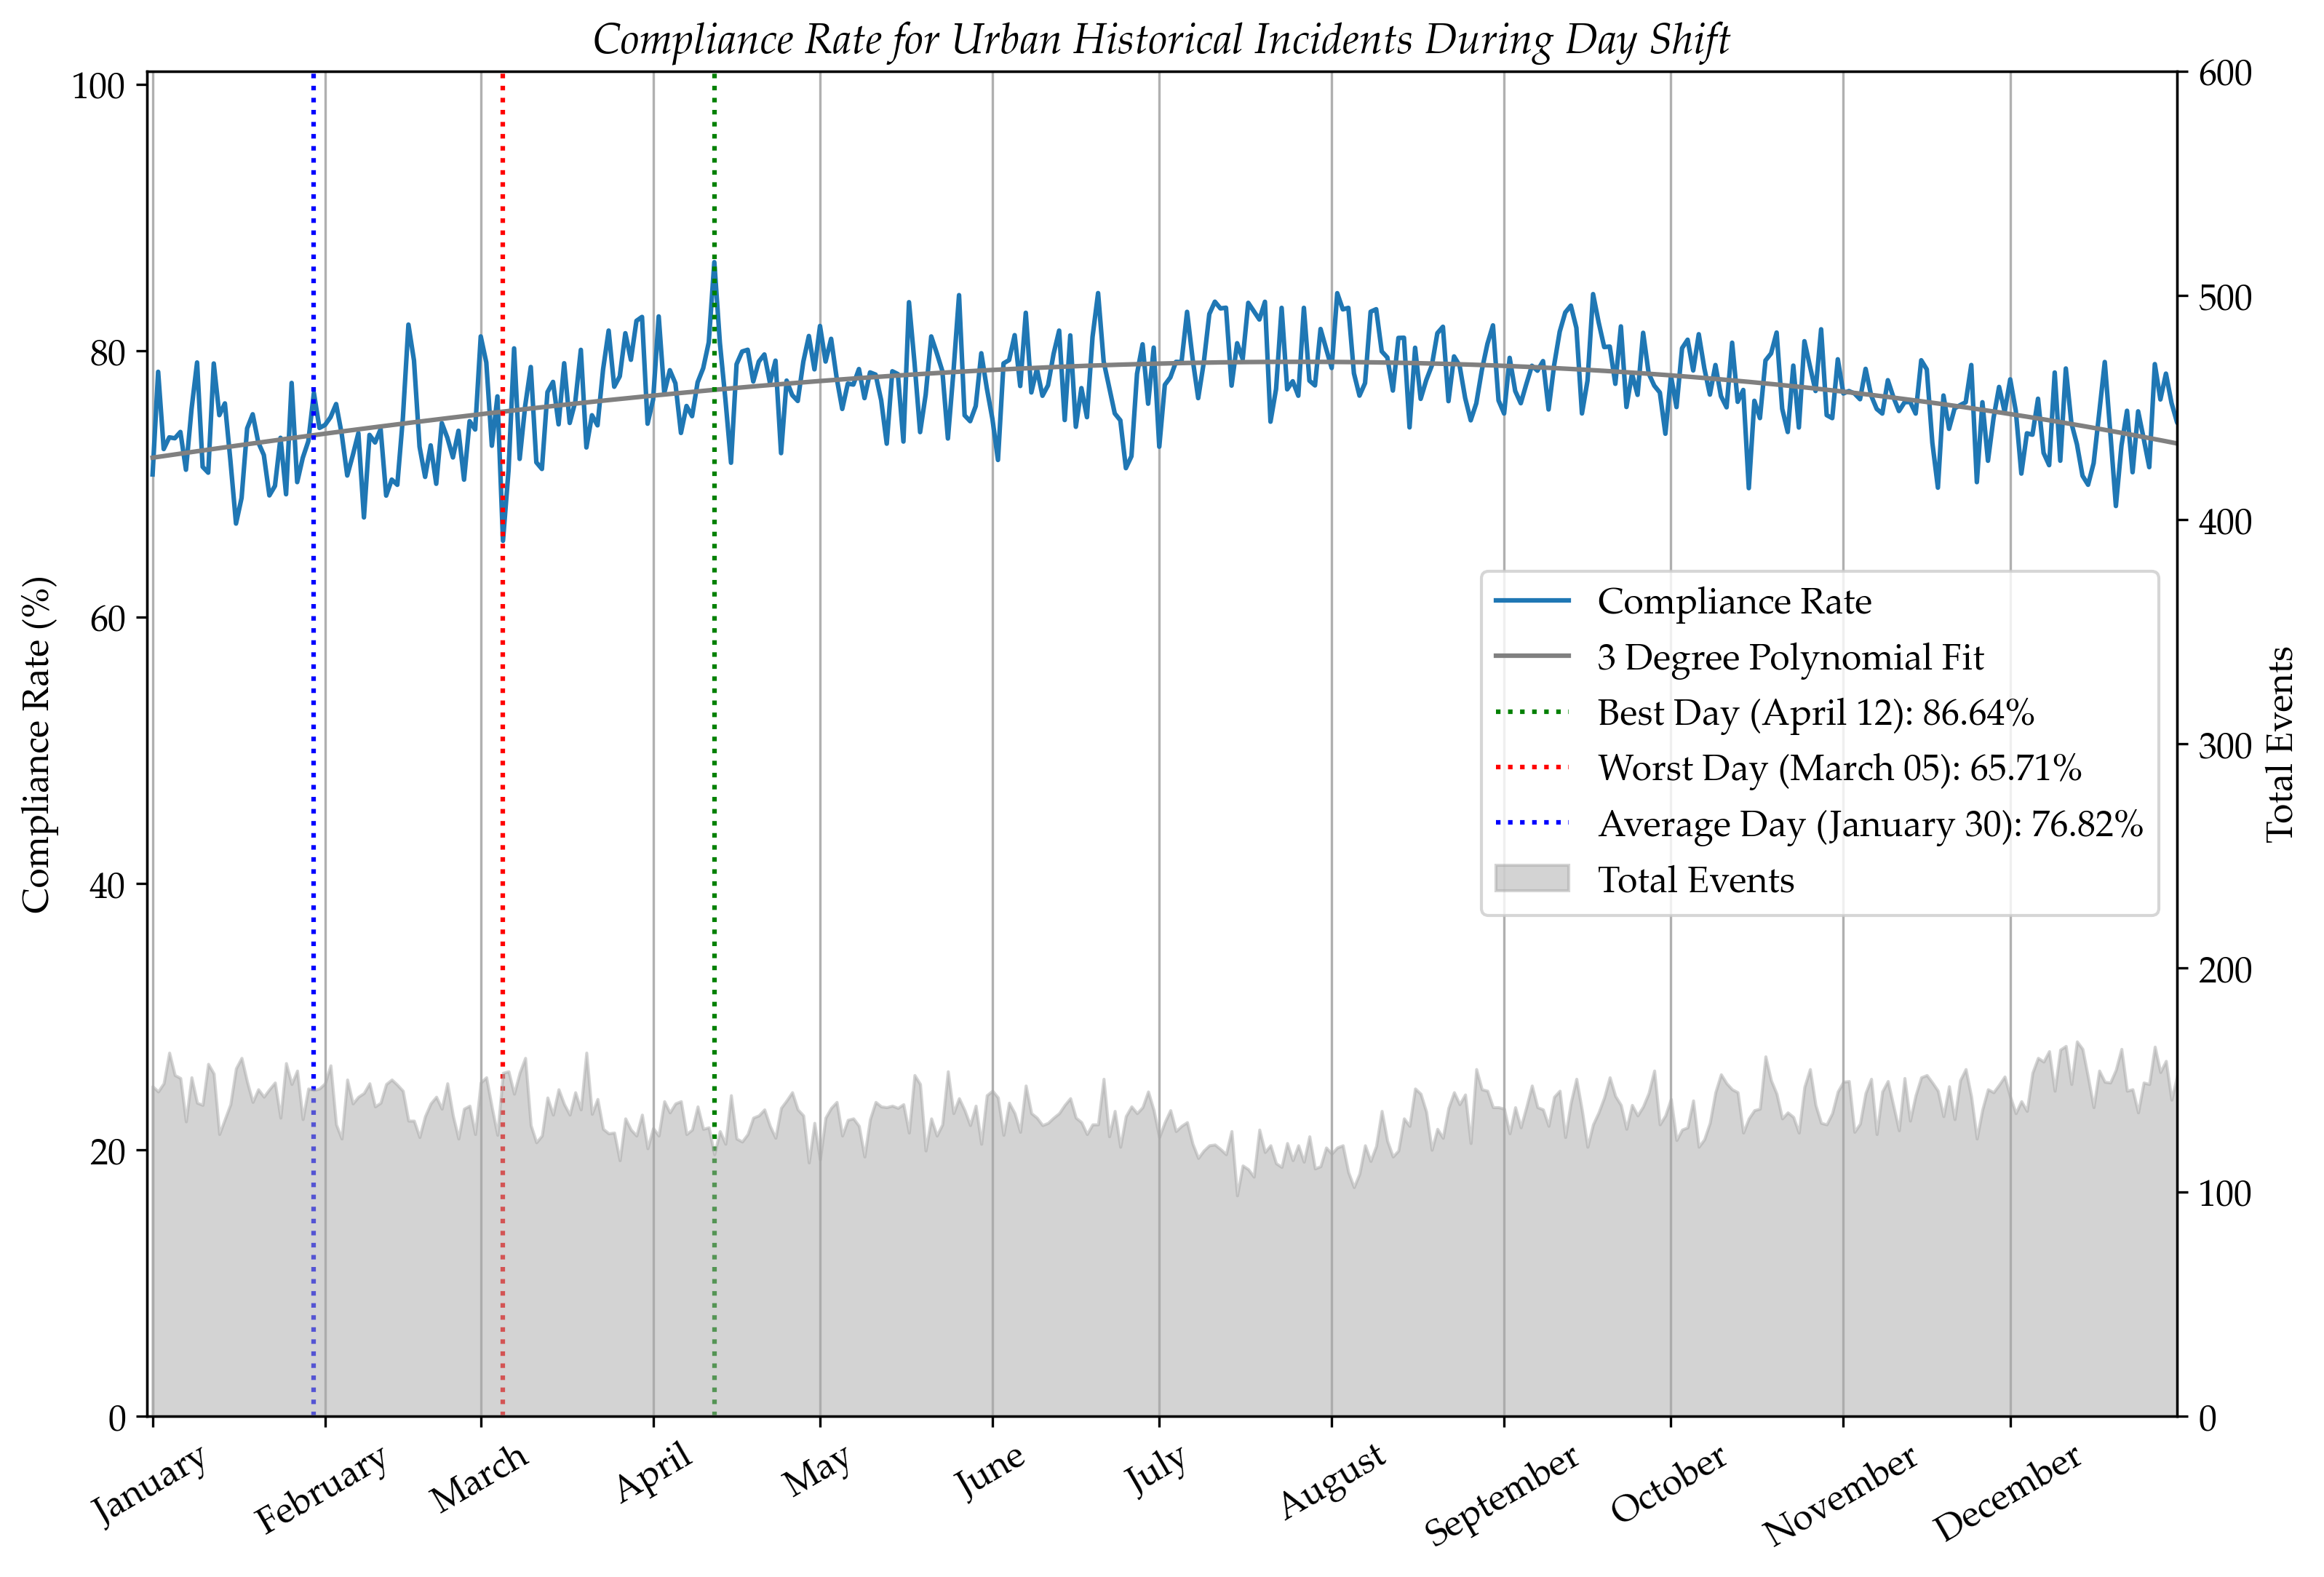 Compliance Rate for Urban Historical Incidents During Day Shift
100
80
60
40
20
0
Compliance Rate (%)
600
500
400
300
200
100
0
Total Events
Compliance Rate
3 Degree Polynomial Fit
Best Day (April 12): 86.64%
Worst Day (March 05): 65.71%
Average Day (January 30): 76.82%
Total Events
January
February
March
April
May
June
July
August
September
October
November
December